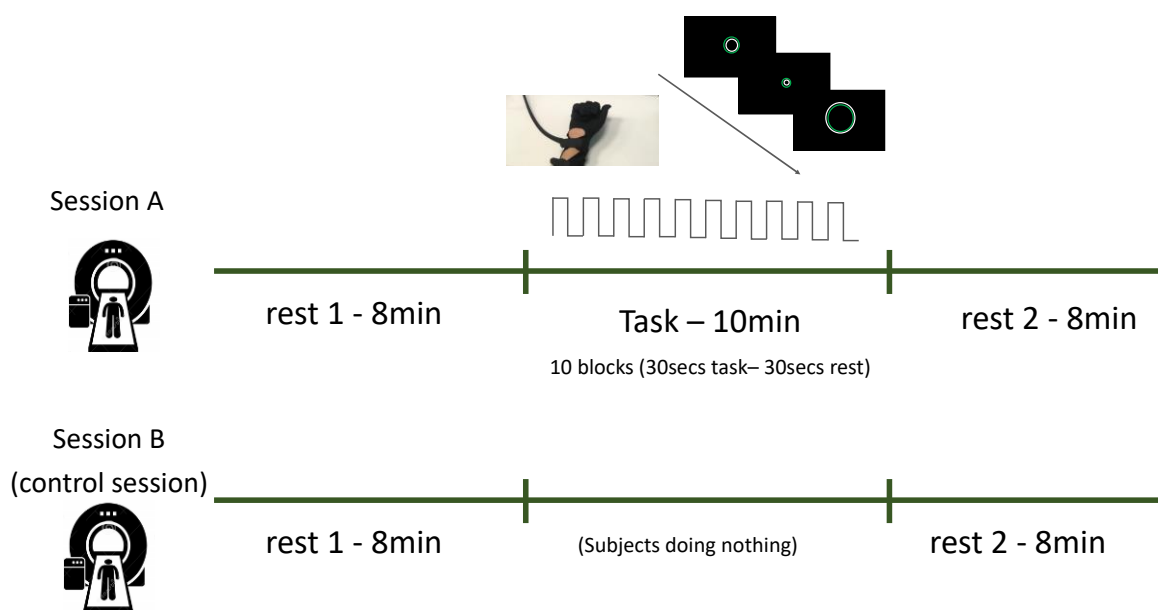 Session A
rest 1 - 8min
Task – 10min
rest 2 - 8min
10 blocks (30secs task– 30secs rest)
Session B
(control session)
rest 1 - 8min
(Subjects doing nothing)
rest 2 - 8min